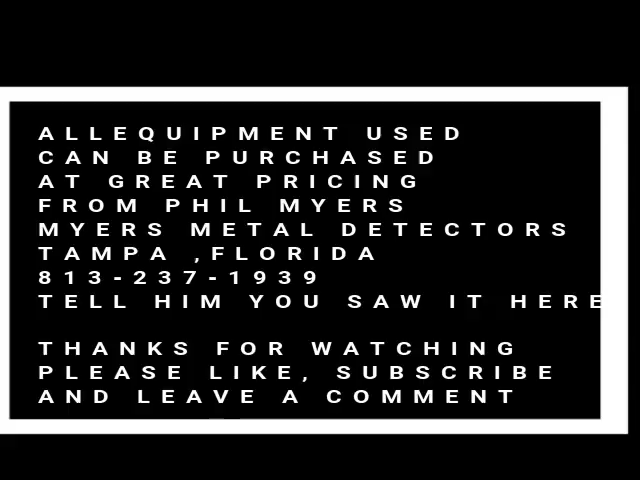 ALLEQUIPMENT USED
CAN BE PURCHASED
AT GREAT PRICING
FROM PHIL MYERS
MYERS METAL DETECTORS
TAMPA ,FLORIDA
813-237-1939
TELL HIM YOU SAW IT HERE
THANKS FOR WATCHING
PLEASE LIKE, SUBSCRIBE
AND LEAVE A COMMENT